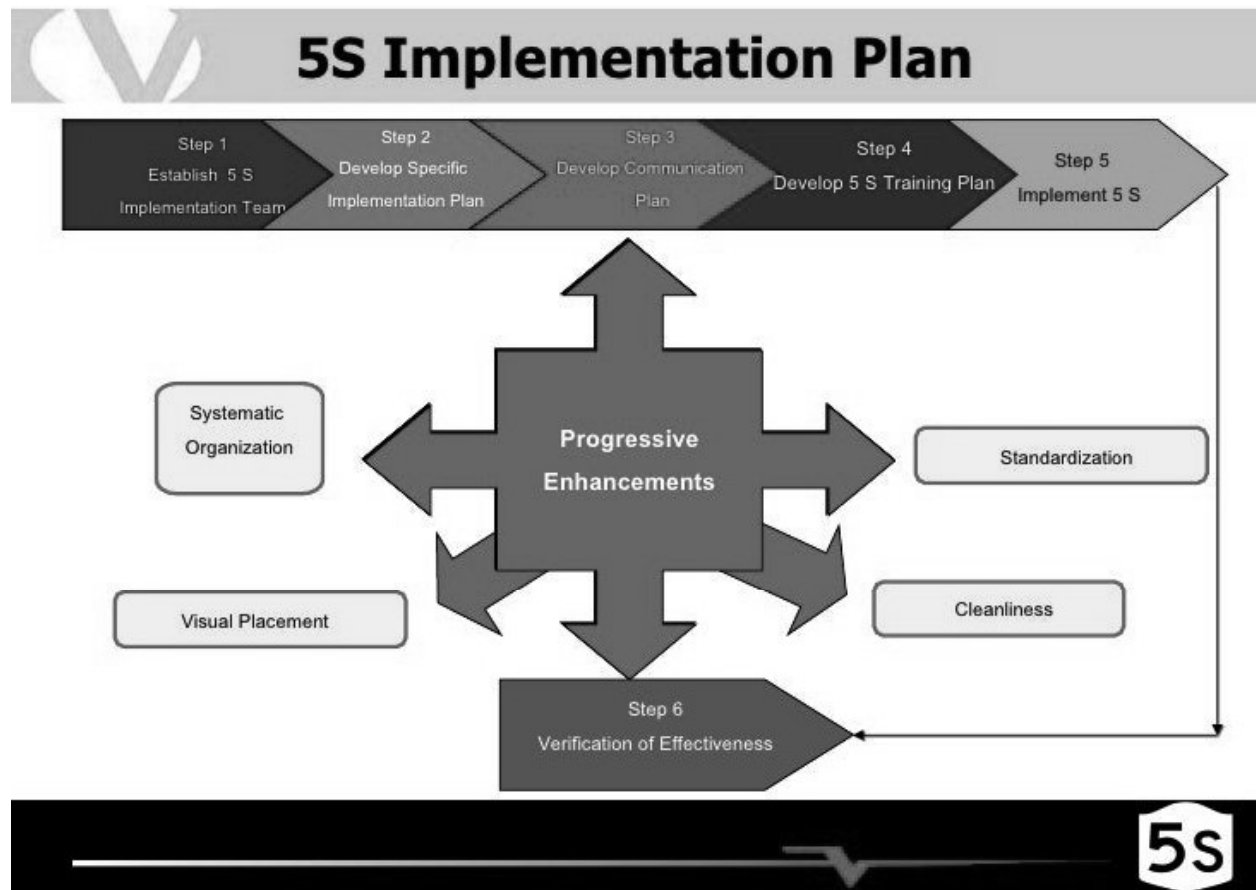 5S Implementation Plan
Step 1
Establish 5 S
Implementation Team
Step 2
Develop Specific
Implementation Plan
Step 3
Develop Communication
Plan
Step 4
Develop 5 S Training Plan
Step 5
Implement 5 S
Systematic
Organization
Progressive
Enhancements
Standardization
Visual Placement
Cleanliness
Step 6
Verification of Effectiveness
5S